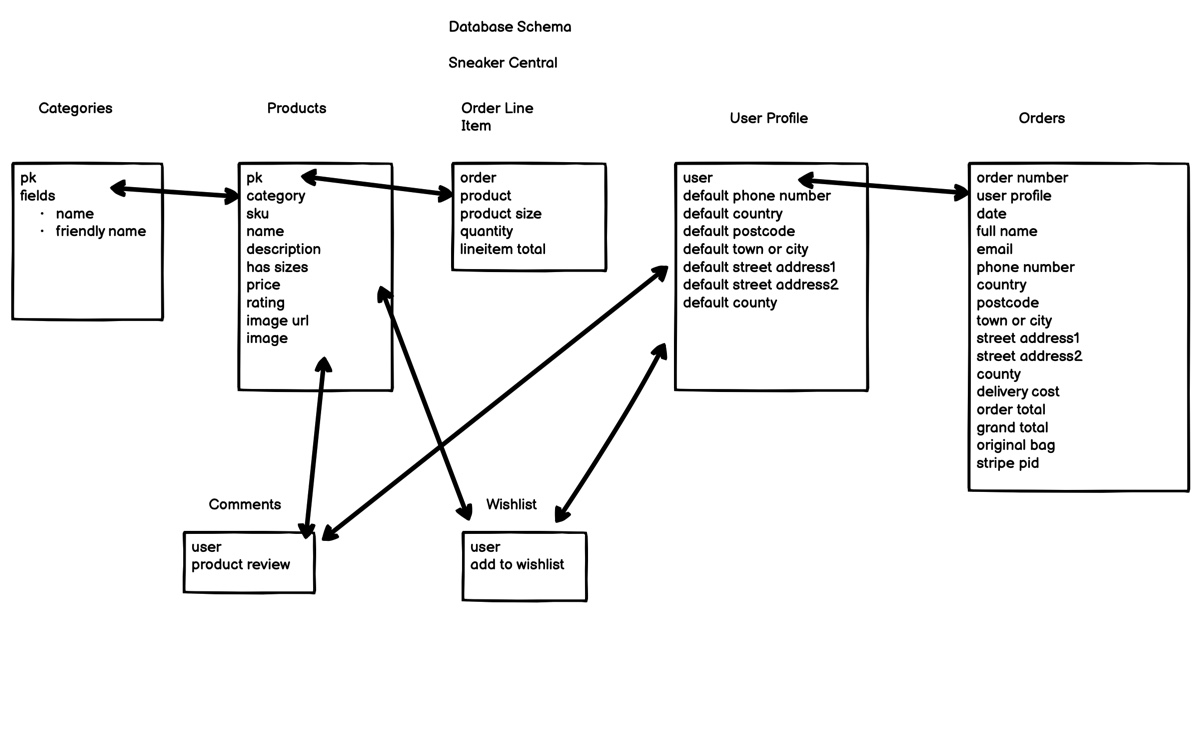 Database Schema
Sneaker Central
Categories
pk
fields
· name
· friendly name
Products
pk
category
sku
name
description
has sizes
price
rating
image url
image
Order Line
Item
order
product
product size
quantity
lineitem total
User Profile
user
default phone number
default country
default postcode
default town or city
default street address1
default street address2
default county
Orders
order number
user profile
date
full name
email
phone number
country
postcode
town or city
street address1
street address2
county
delivery cost
order total
grand total
original bag
stripe pid
Comments
user
product review
Wishlist
user
add to wishlist